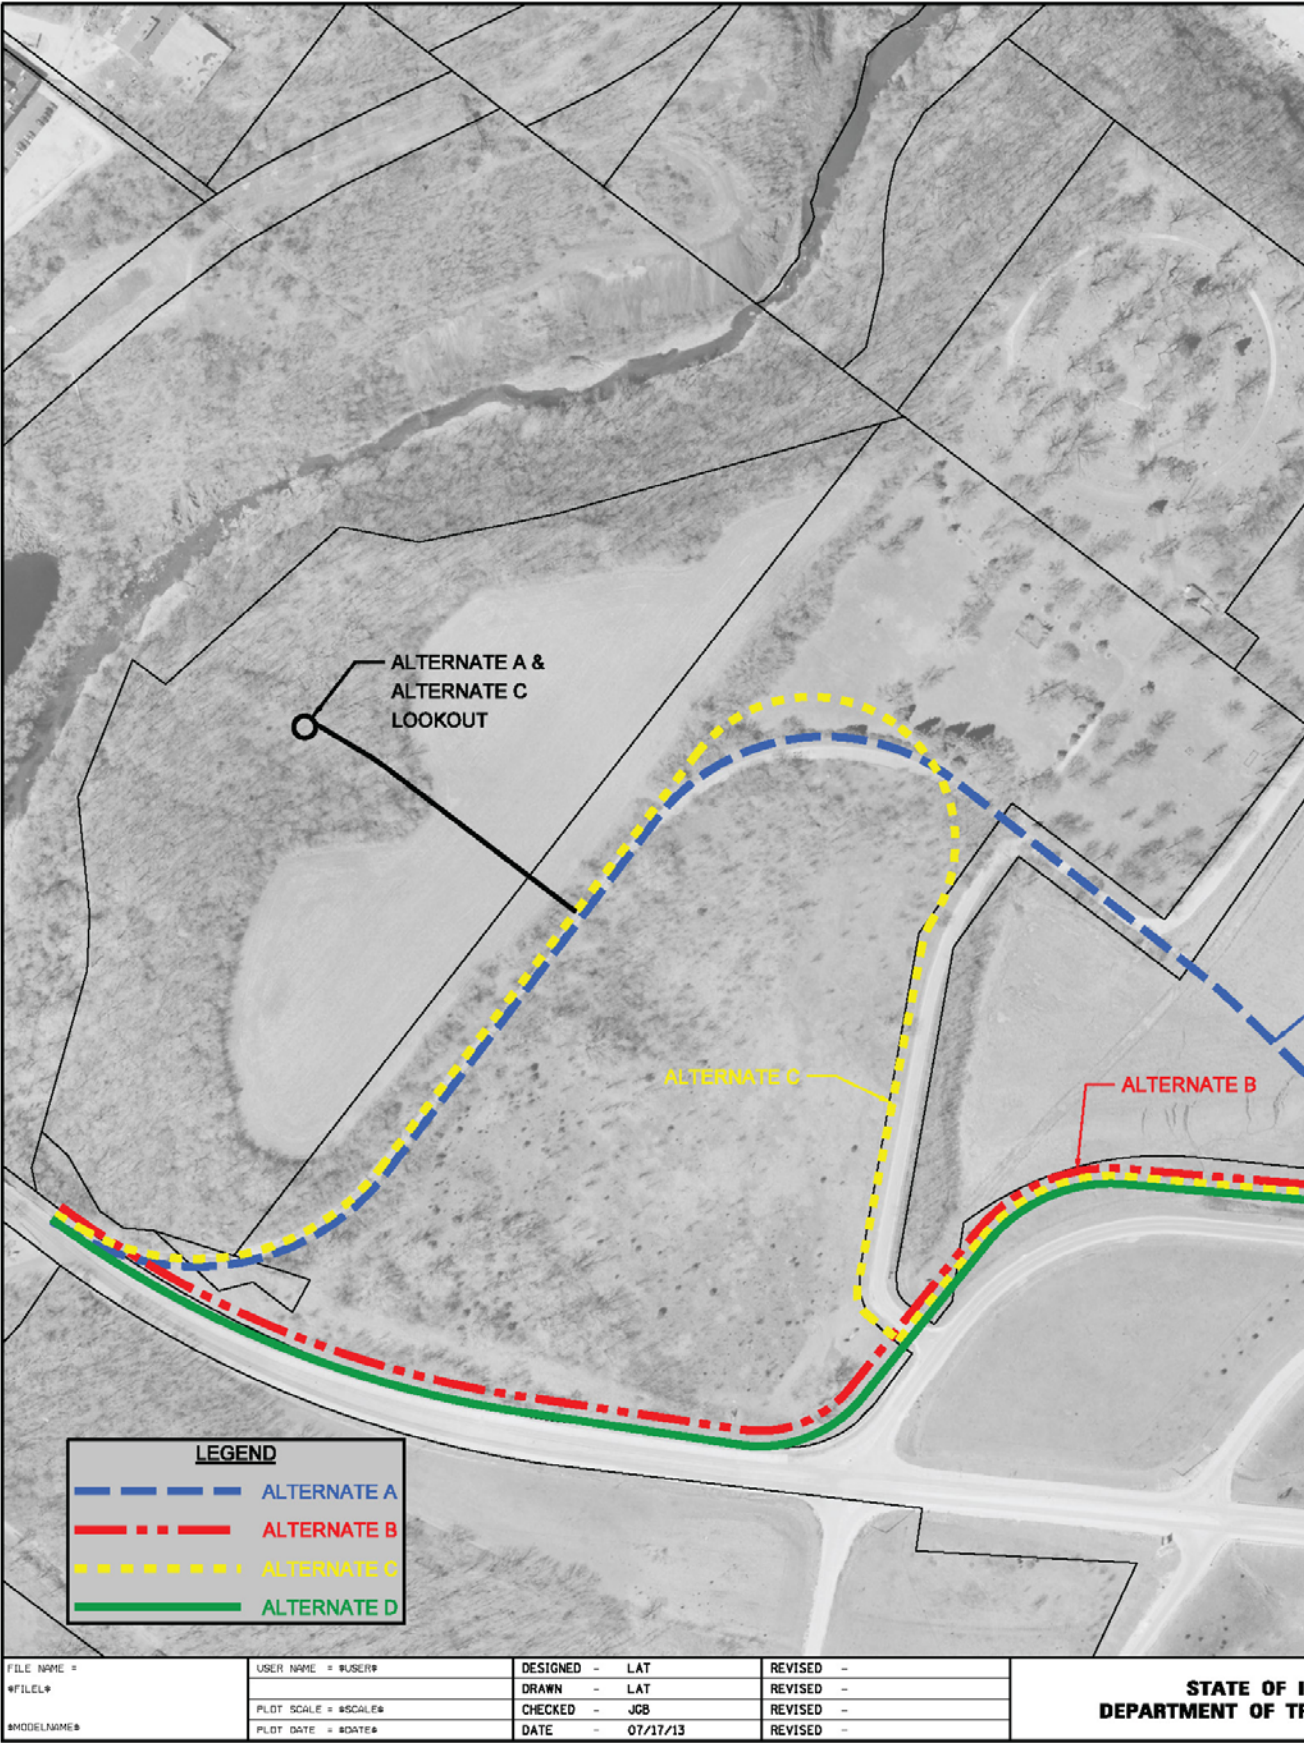 ALTERNATE A &
ALTERNATE C
LOOKOUT
ALTERNATE C
ALTERNATE B
LEGEND
ALTERNATE A
ALTERNATE B
ALTERNATE C
ALTERNATE D
FILE NAME =
$FILEL$
$MODELNAME$
USER NAME = $USER$
PLOT SCALE = $SCALE$
PLOT DATE = $DATE$
DESIGNED - LAT
DRAWN - LAT
CHECKED - JGB
DATE - 07/17/13
REVISED -
REVISED -
REVISED -
REVISED -
STATE OF I
DEPARTMENT OF TR